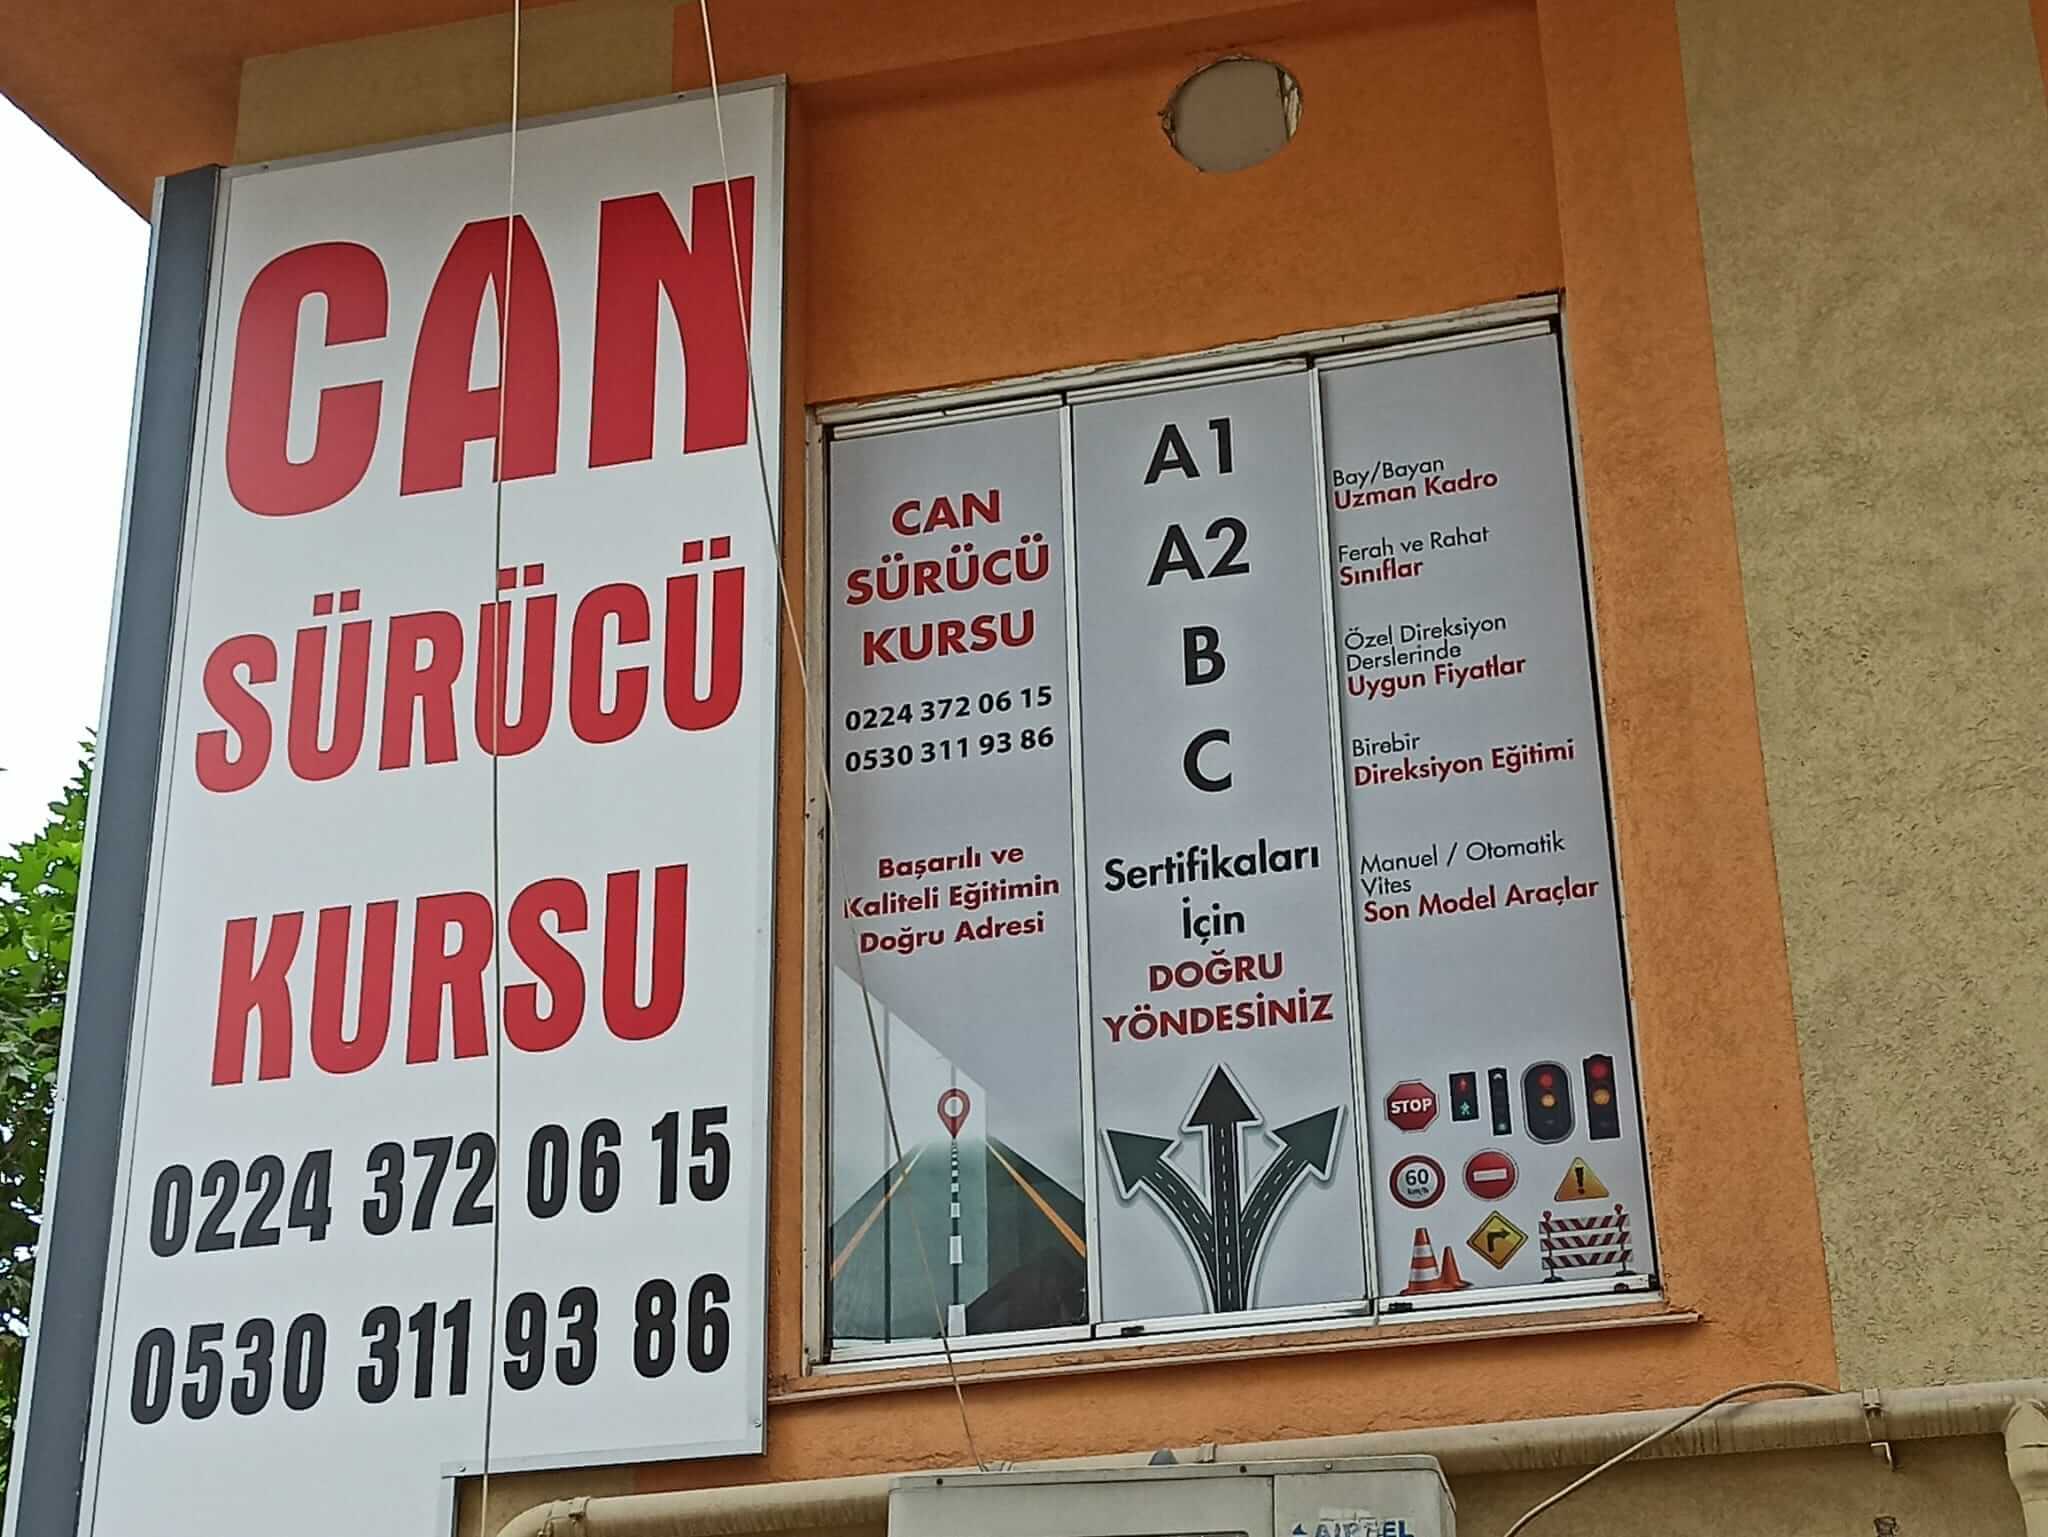 CAN
SÜRÜCÜ
KURSU
0224 372 06 15
0530 311 93 86
CAN
SÜRÜCÜ
KURSU
0224 372 06 15
0530 311 93 86
Başarılı ve
Kaliteli Eğitimin
Doğru Adresi
A1
A2
B
C
Sertifikaları
İçin
DOĞRU
YÖNDESİNİZ
Bay/Bayan
Uzman Kadro
Ferah ve Rahat
Sınıflar
Özel Direksiyon
Derslerinde
Uygun Fiyatlar
Birebir
Direksiyon Eğitimi
Manuel / Otomatik
Vites
Son Model Araçlar
STOP
60
km/h